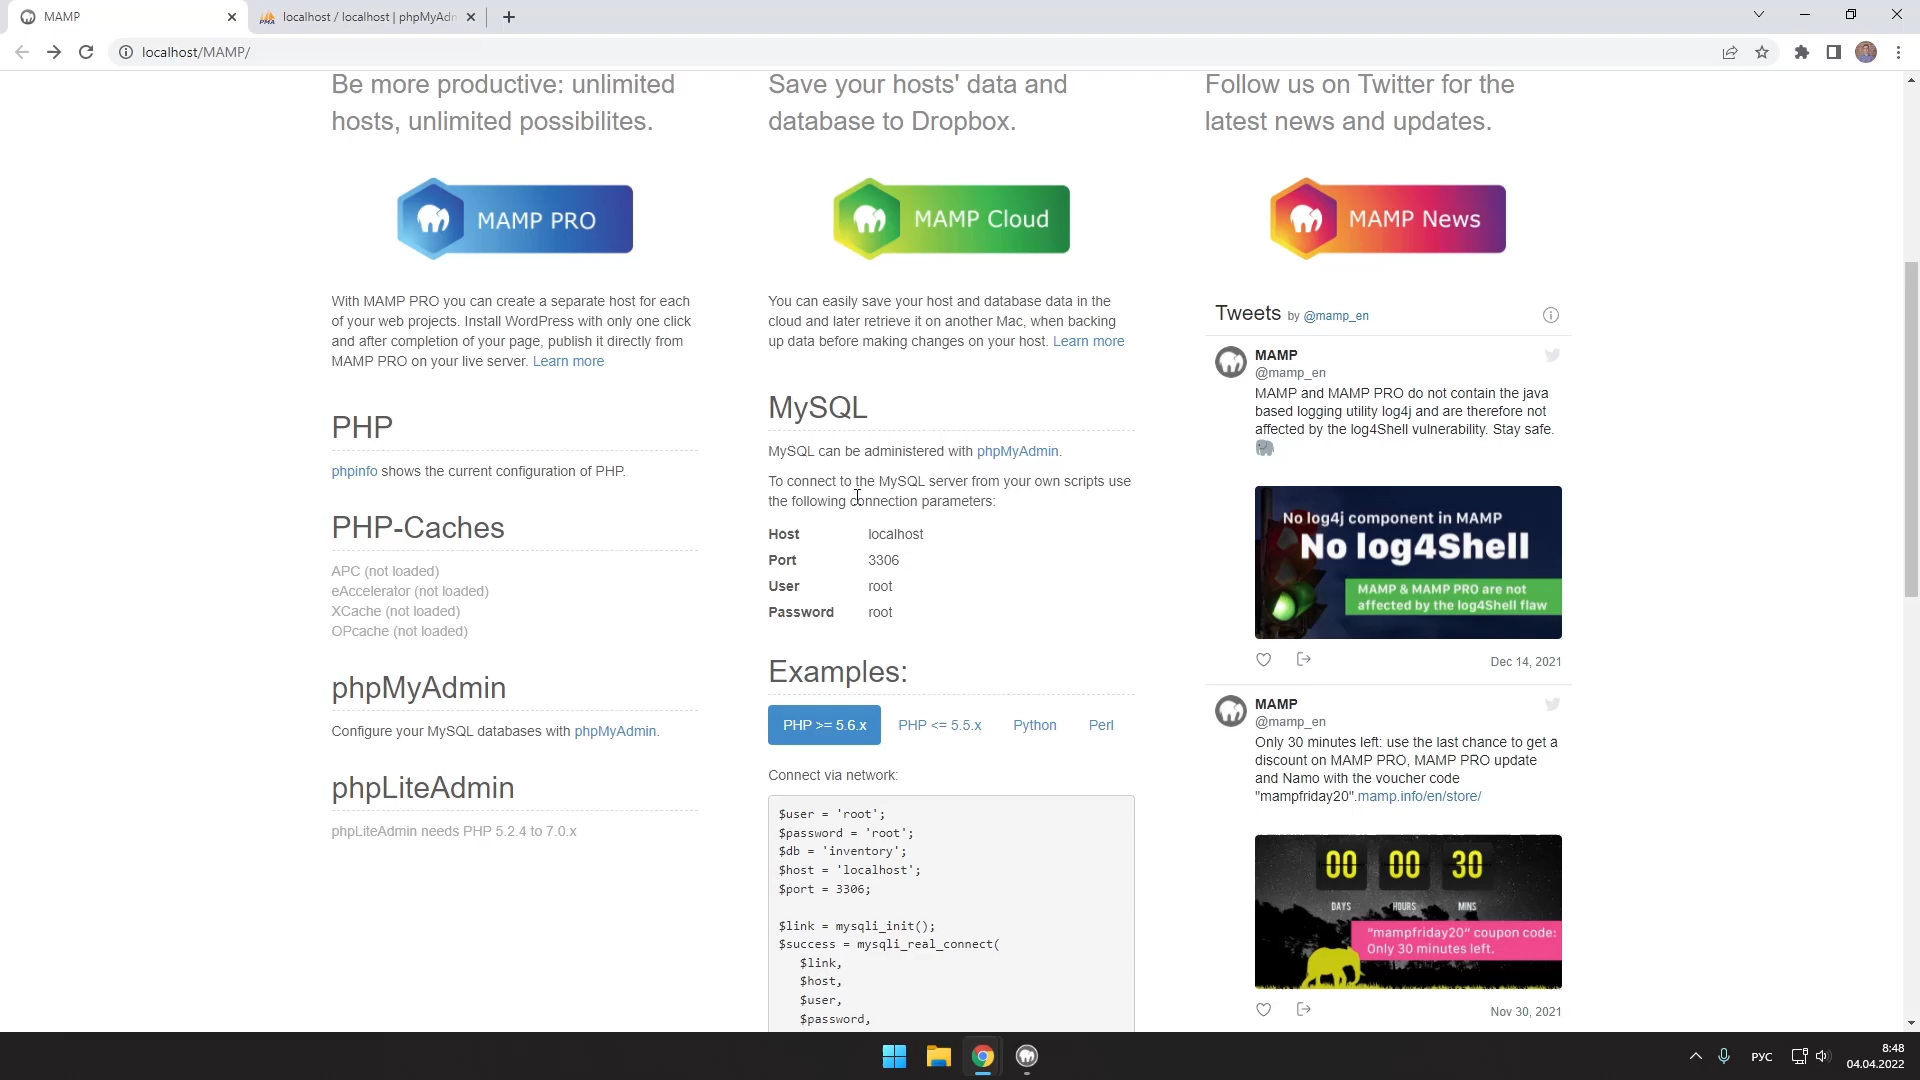 MAMP
localhost / localhost | phpMyAdn
localhost/MAMP/
Be more productive: unlimited
hosts, unlimited possibilites.
MAMP PRO
With MAMP PRO you can create a separate host for each
of your web projects. Install WordPress with only one click
and after completion of your page, publish it directly from
MAMP PRO on your live server. Learn more
PHP
phpinfo shows the current configuration of PHP.
PHP-Caches
APC (not loaded)
eAccelerator (not loaded)
XCache (not loaded)
OPcache (not loaded)
phpMyAdmin
Configure your MySQL databases with phpMyAdmin.
phpLiteAdmin
phpLiteAdmin needs PHP 5.2.4 to 7.0.x
Save your hosts' data and
database to Dropbox.
MAMP Cloud
You can easily save your host and database data in the
cloud and later retrieve it on another Mac, when backing
up data before making changes on your host. Learn more
MySQL
MySQL can be administered with phpMyAdmin.
To connect to the MySQL server from your own scripts use
the following connection parameters:
Host localhost
Port 3306
User root
Password root
Examples:
PHP >= 5.6.x PHP <= 5.5.x Python Perl
Connect via network:
$user = 'root';
$password = 'root';
$db = 'inventory';
$host = 'localhost';
$port = 3306;
$link = mysqli_init();
$success = mysqli_real_connect(
$link,
$host,
$user,
$password,
Follow us on Twitter for the
latest news and updates.
MAMP News
Tweets by @mamp_en
MAMP
@mamp_en
MAMP and MAMP PRO do not contain the java
based logging utility log4j and are therefore not
affected by the log4Shell vulnerability. Stay safe.
No log4j component in MAMP
No log4Shell
MAMP & MAMP PRO are not
affected by the log4Shell flaw
Dec 14, 2021
MAMP
@mamp_en
Only 30 minutes left: use the last chance to get a
discount on MAMP PRO, MAMP PRO update
and Namo with the voucher code
"mampfriday20".mamp.info/en/store/
00 00 30
DAYS HOURS MINS
"mampfriday20" coupon code:
Only 30 minutes left.
Nov 30, 2021
РУС
8:48
04.04.2022